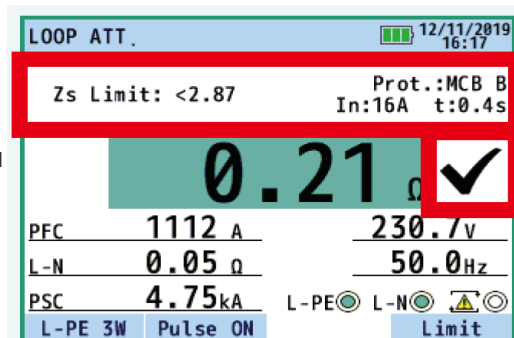 LOOP ATT.
12/11/2019
16:17
Zs Limit: <2.87
Prot.:MCB B
In:16A t:0.4s
0.21 Ω
PFC 1112 A 230.7V
L-N 0.05 Ω 50.0Hz
PSC 4.75kA L-PE L-N
L-PE 3W Pulse ON Limit